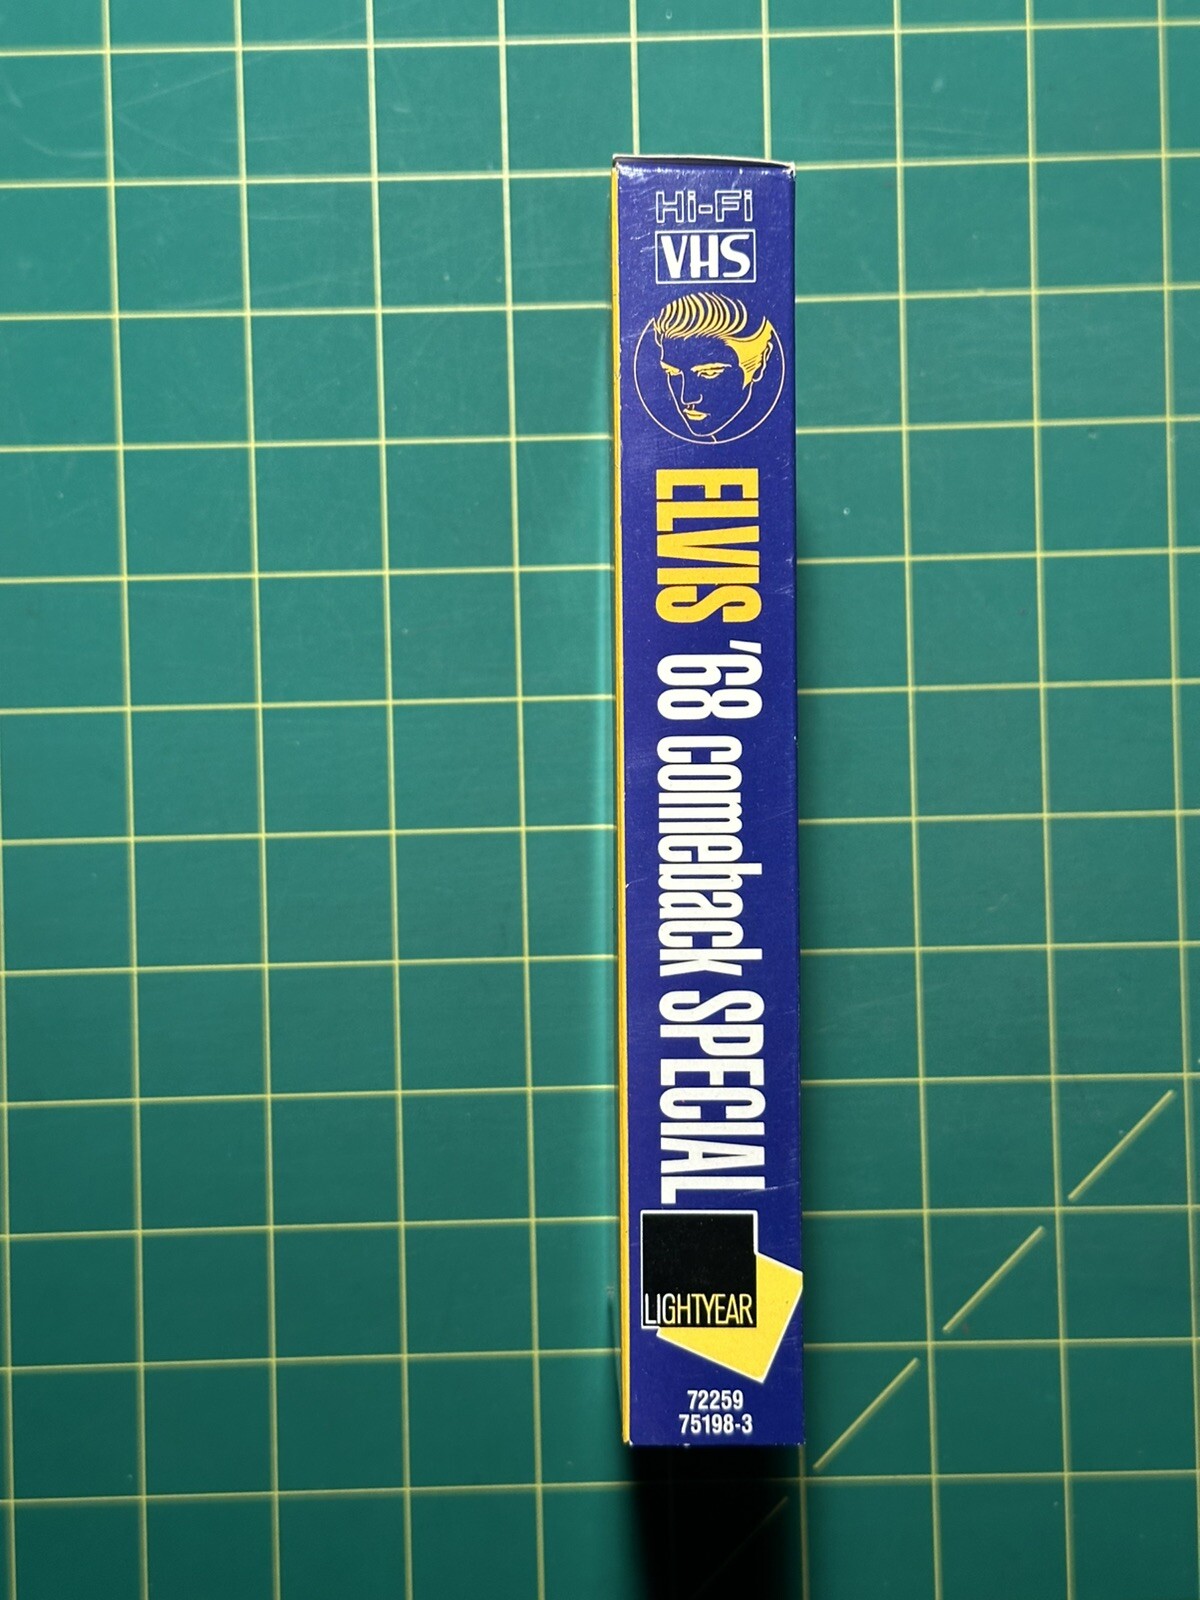 Hi-Fi
VHS
ELVIS '68 comeback SPECIAL
LIGHTYEAR
72259
75198-3